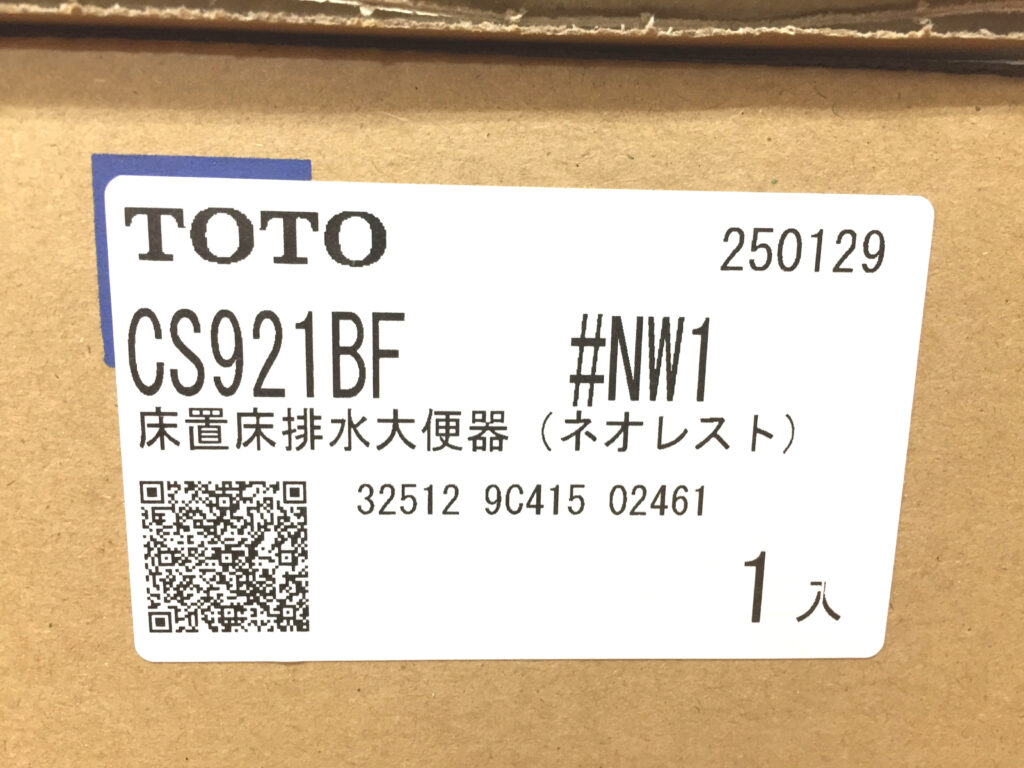 TOTO 250129
CS921BF #NW1
床置床排水大便器（ネオレスト）
32512 9C415 02461
1 入